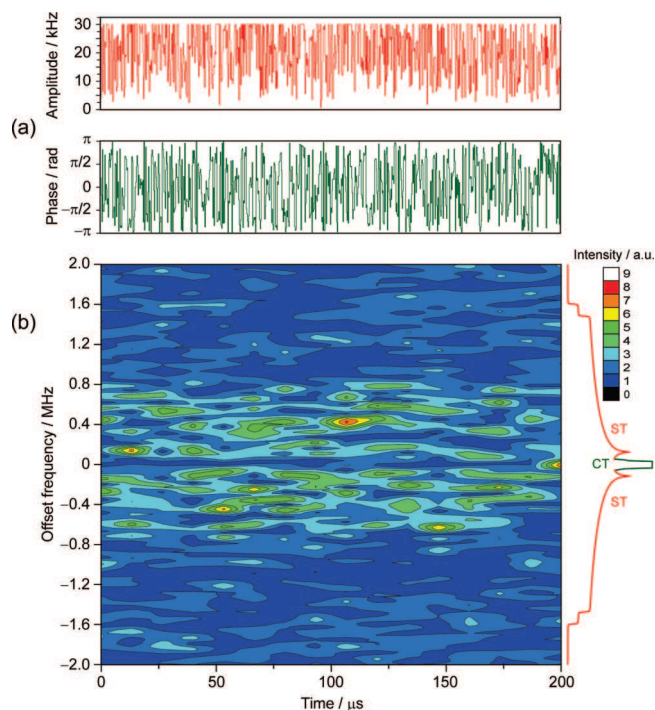 (a)
Amplitude / kHz
30
20
10
0
Phase / rad
π
π/2
0
−π/2
−π
(b)
Offset frequency / MHz
2.0
1.6
1.2
0.8
0.4
0
−0.4
−0.8
−1.2
−1.6
−2.0
0
50
100
150
200
Time / μs
Intensity / a.u.
9
8
7
6
5
4
3
2
1
0
ST
CT
ST